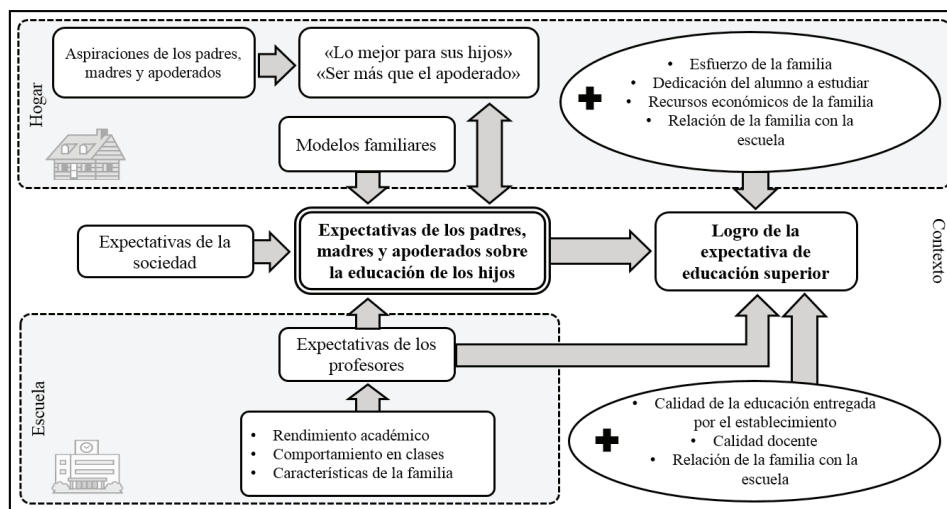 Hogar
Aspiraciones de los padres,
madres y apoderados
«Lo mejor para sus hijos»
«Ser más que el apoderado»
• Esfuerzo de la familia
• Dedicación del alumno a estudiar
• Recursos económicos de la familia
• Relación de la familia con la
escuela
Modelos familiares
Expectativas de la
sociedad
Expectativas de los padres,
madres y apoderados sobre
la educación de los hijos
Logro de la
expectativa de
educación superior
Contexto
Escuela
Expectativas de los
profesores
• Rendimiento académico
• Comportamiento en clases
• Características de la familia
• Calidad de la educación entregada
por el establecimiento
• Calidad docente
• Relación de la familia con la
escuela